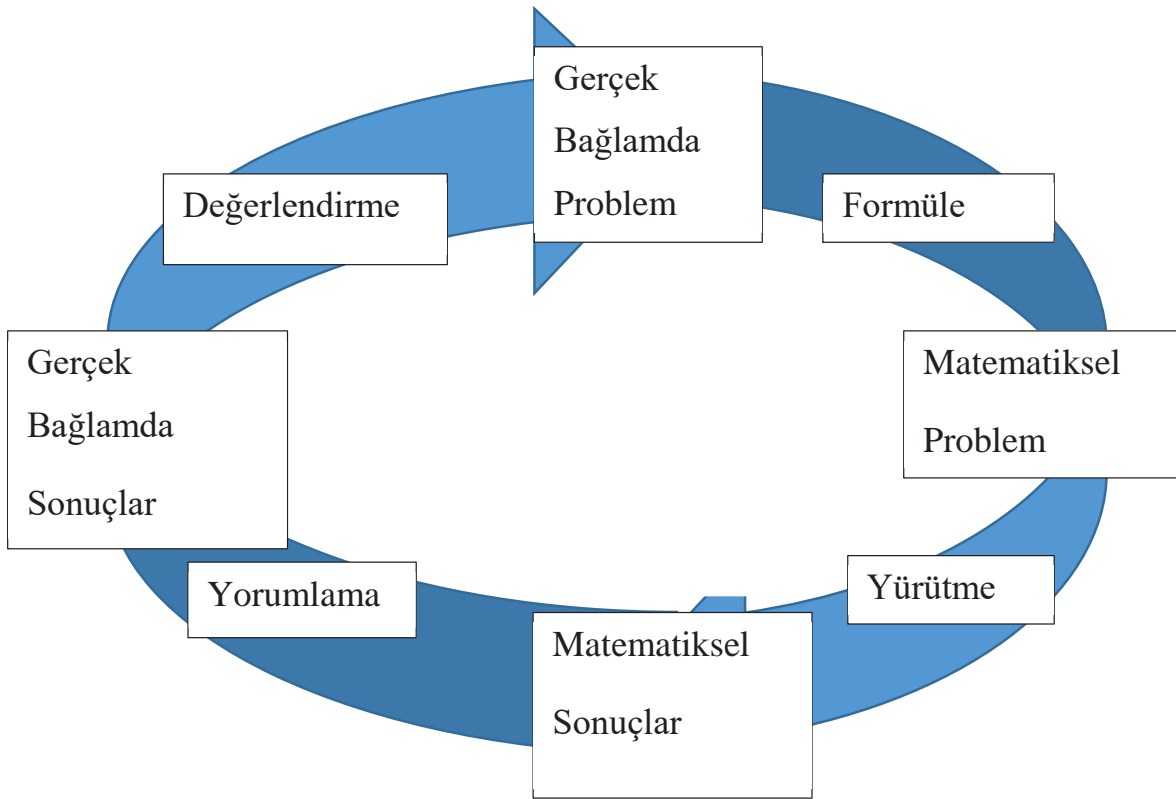 Gerçek
Bağlamda
Problem
Değerlendirme
Formüle
Gerçek
Bağlamda
Sonuçlar
Matematiksel
Problem
Yorumlama
Yürütme
Matematiksel
Sonuçlar